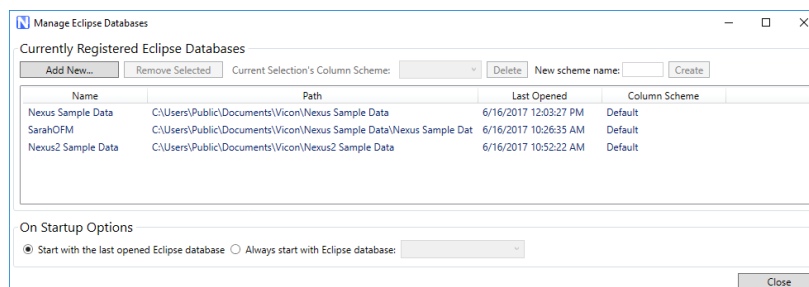 Manage Eclipse Databases
Currently Registered Eclipse Databases
Add New... Remove Selected Current Selection's Column Scheme: Delete New scheme name: Create
Name Path Last Opened Column Scheme
Nexus Sample Data C:\Users\Public\Documents\Vicon\Nexus Sample Data 6/16/2017 12:03:27 PM Default
SarahOFM C:\Users\Public\Documents\Vicon\Nexus Sample Data\Nexus Sample Dat 6/16/2017 10:26:35 AM Default
Nexus2 Sample Data C:\Users\Public\Documents\Vicon\Nexus2 Sample Data 6/16/2017 10:52:22 AM Default
On Startup Options
Start with the last opened Eclipse database Always start with Eclipse database:
Close